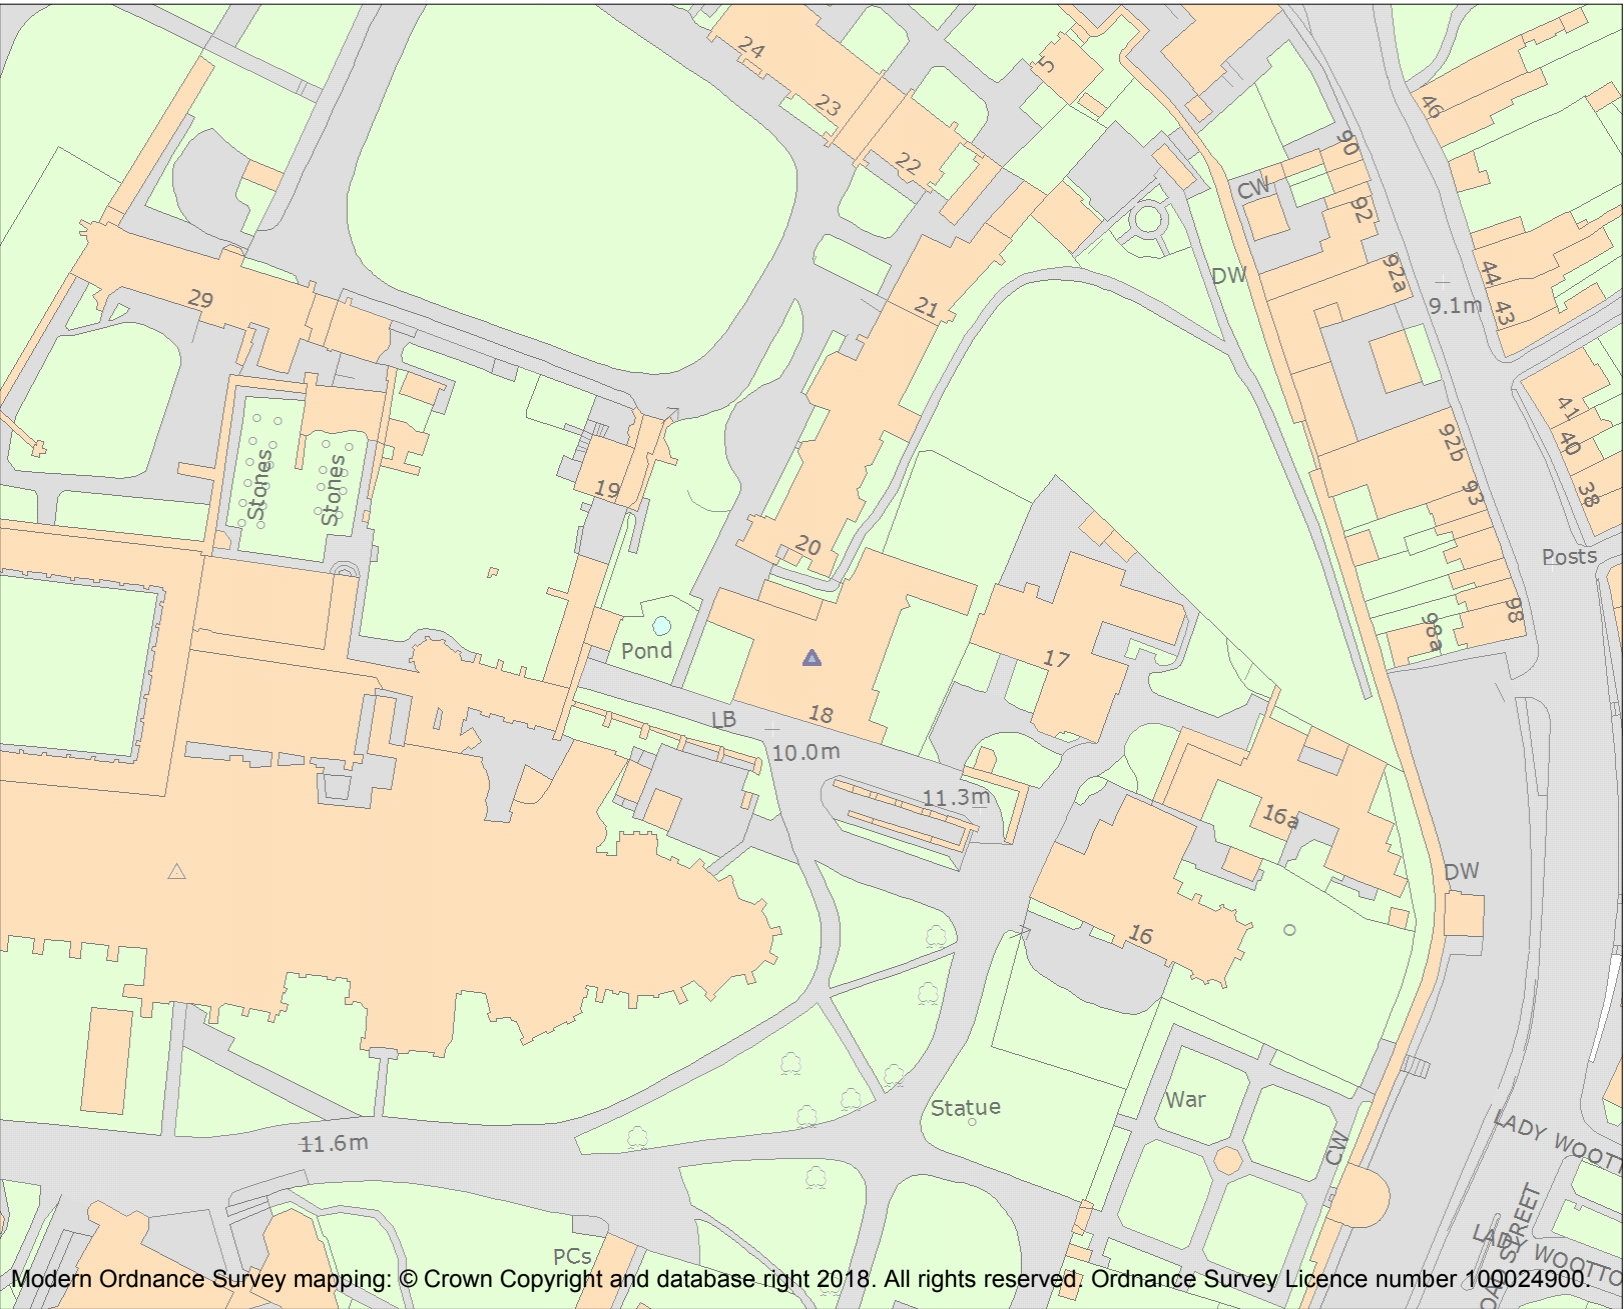 24
5
23
46
22
90
CW
92
DW
92a
44
9.1m
43
29
21
41
40
92b
38
93
19
Stones
Stones
20
Posts
98
98a
Pond
17
LB
18
10.0m
11.3m
16a
DW
16
War
Statue
LADY WOOTT
CW
11.6m
STREET
LADY WOOTTO
PCs
Modern Ordnance Survey mapping: © Crown Copyright and database right 2018. All rights reserved. Ordnance Survey Licence number 100024900.